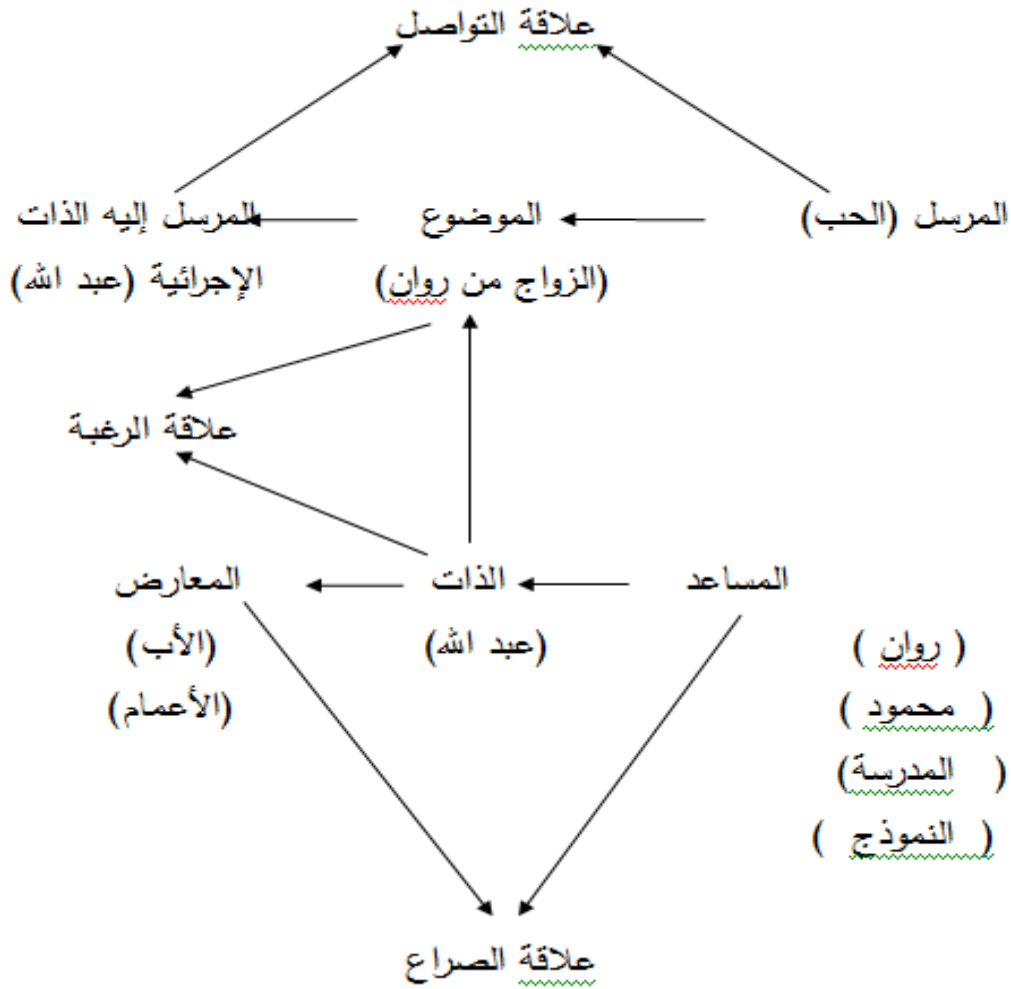 علاقة التواصل
المرسل (الحب)
الموضوع
المرسل إليه الذات
(الزواج من روان)
الإجرائية (عبد الله)
علاقة الرغبة
المساعد
الذات
المعارض
( روان )
(عبد الله)
(الأب)
( محمود )
(الأعمام)
( المدرسة)
( النموذج )
علاقة الصراع